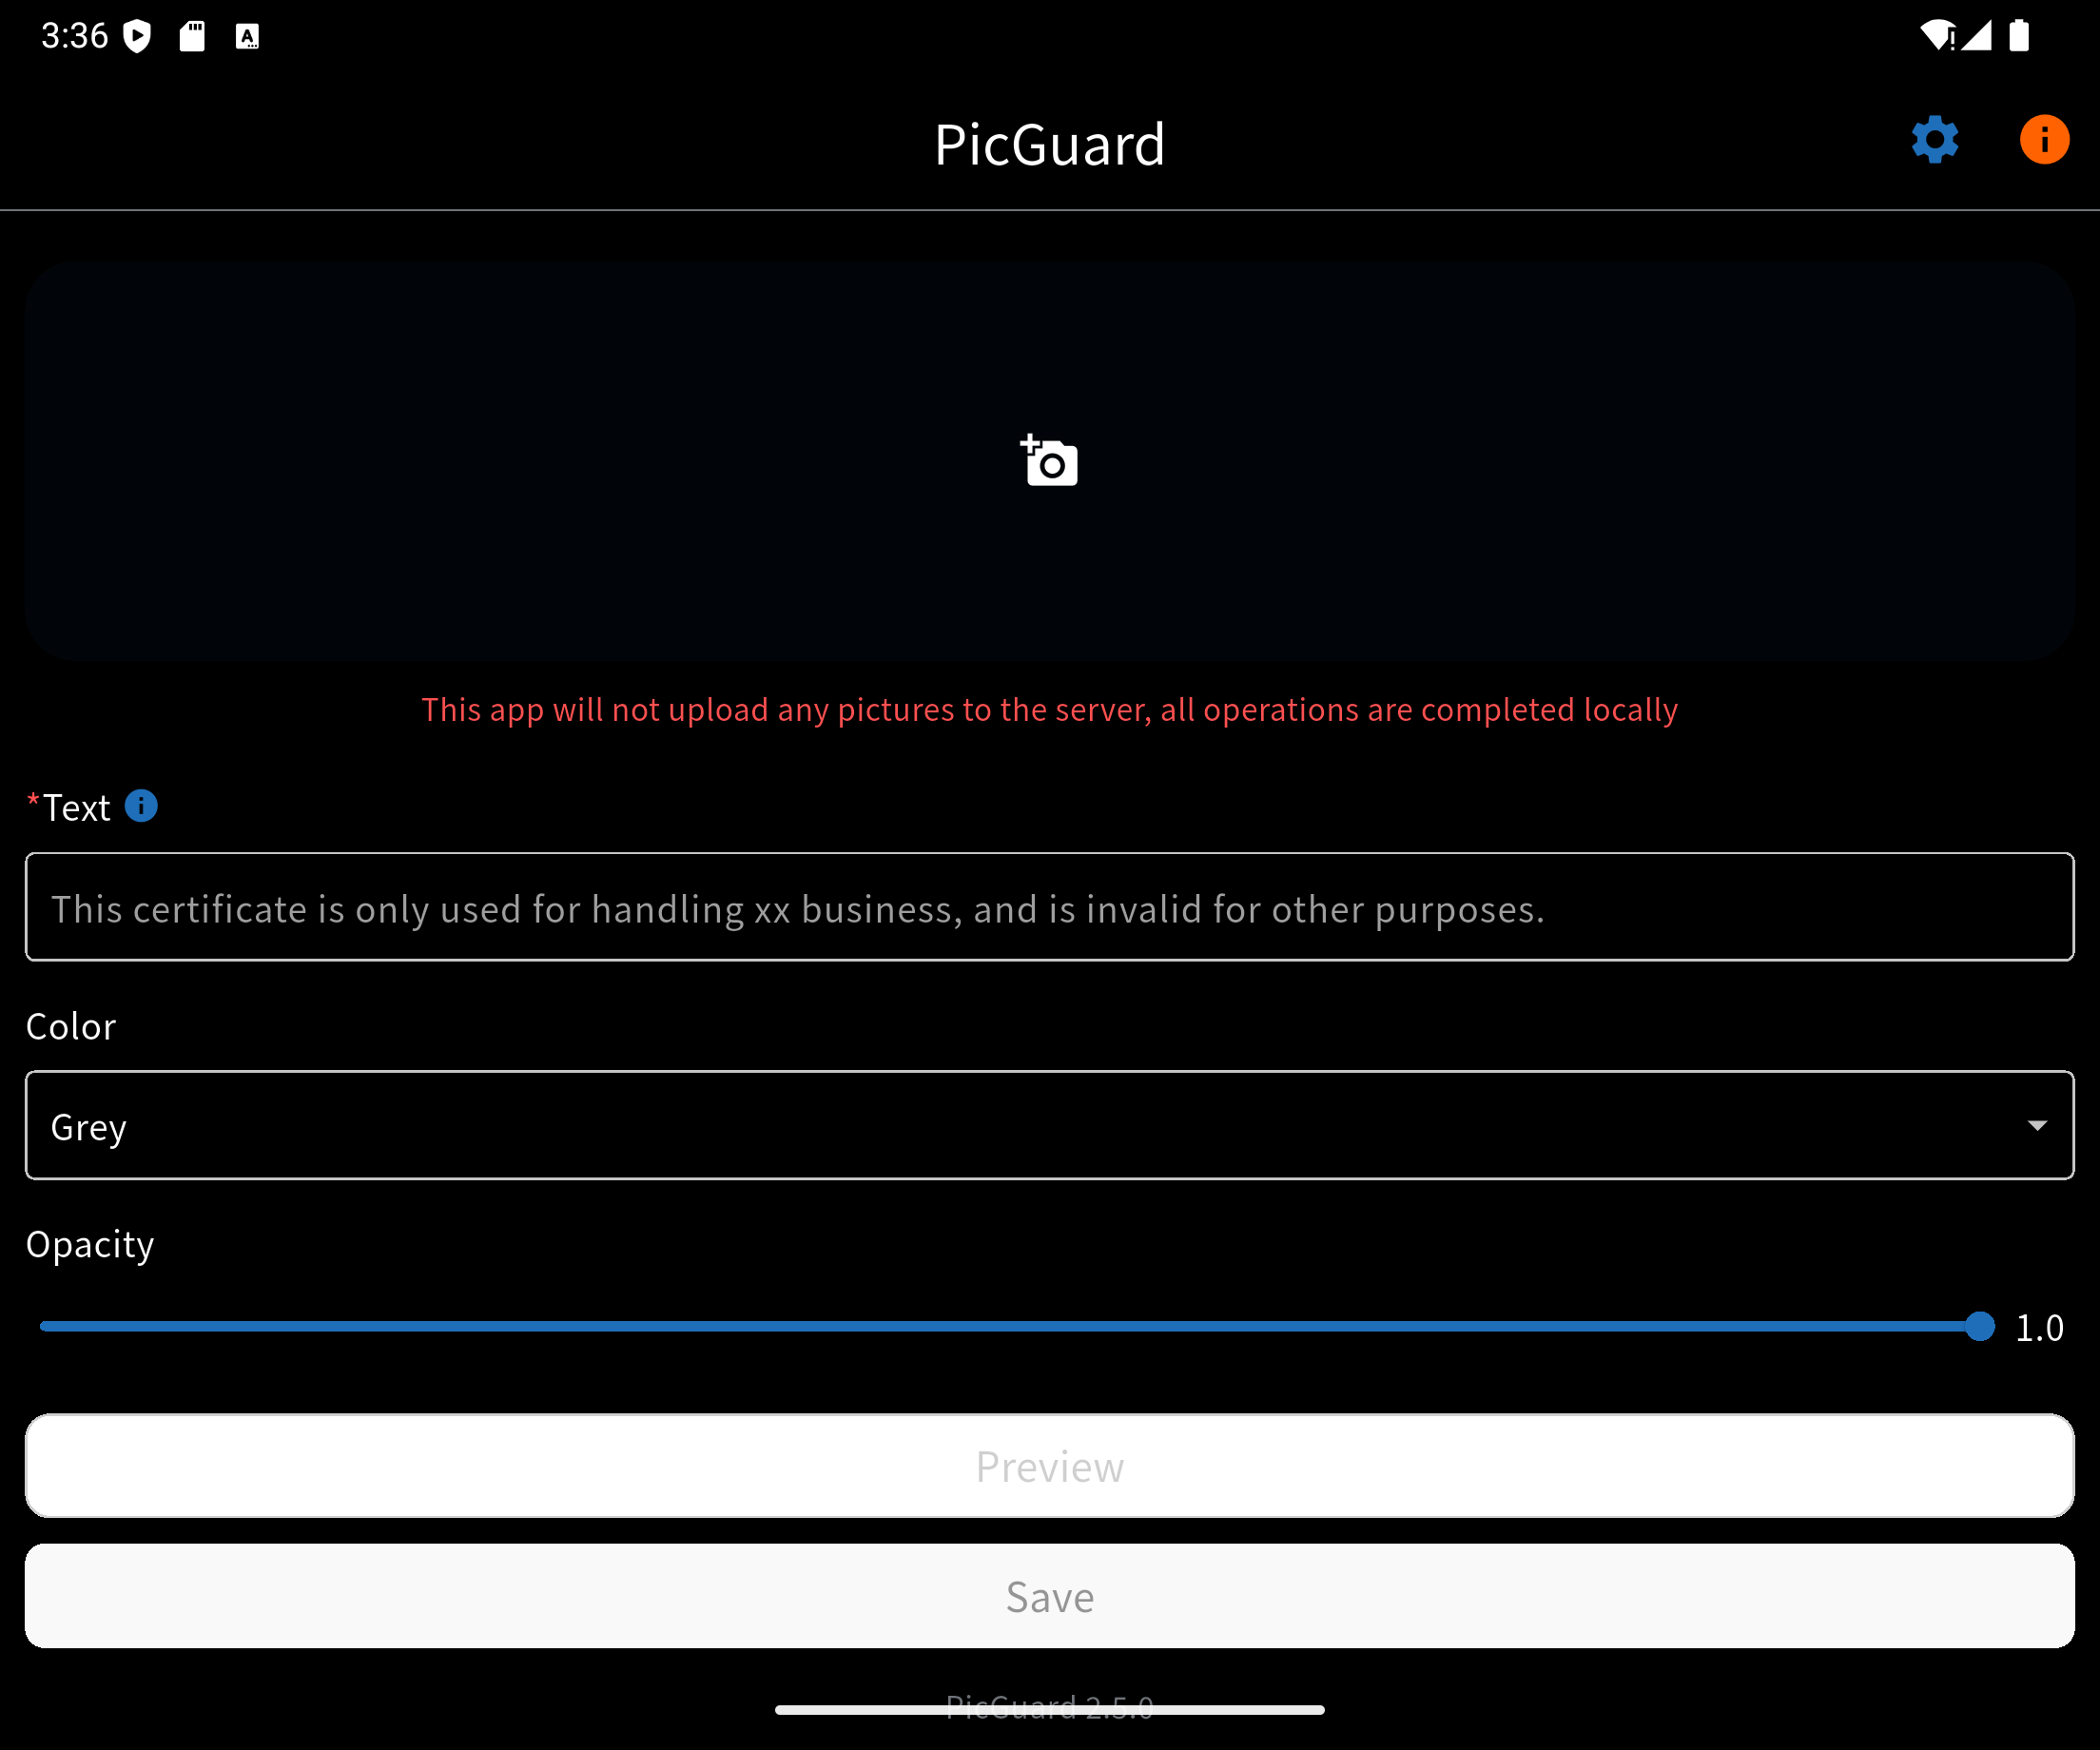 3:36
PicGuard
This app will not upload any pictures to the server, all operations are completed locally
*Text
This certificate is only used for handling xx business, and is invalid for other purposes.
Color
Grey
Opacity
1.0
Preview
Save
PicGuard 2.5.0